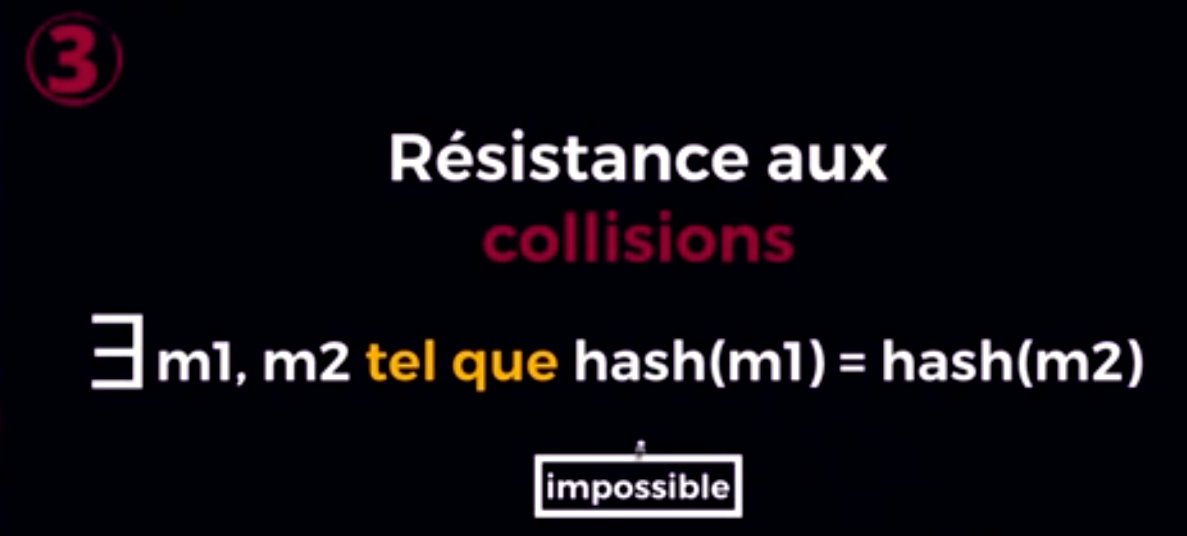 3
Résistance aux
collisions
∃ m1, m2 tel que hash(m1) = hash(m2)
impossible